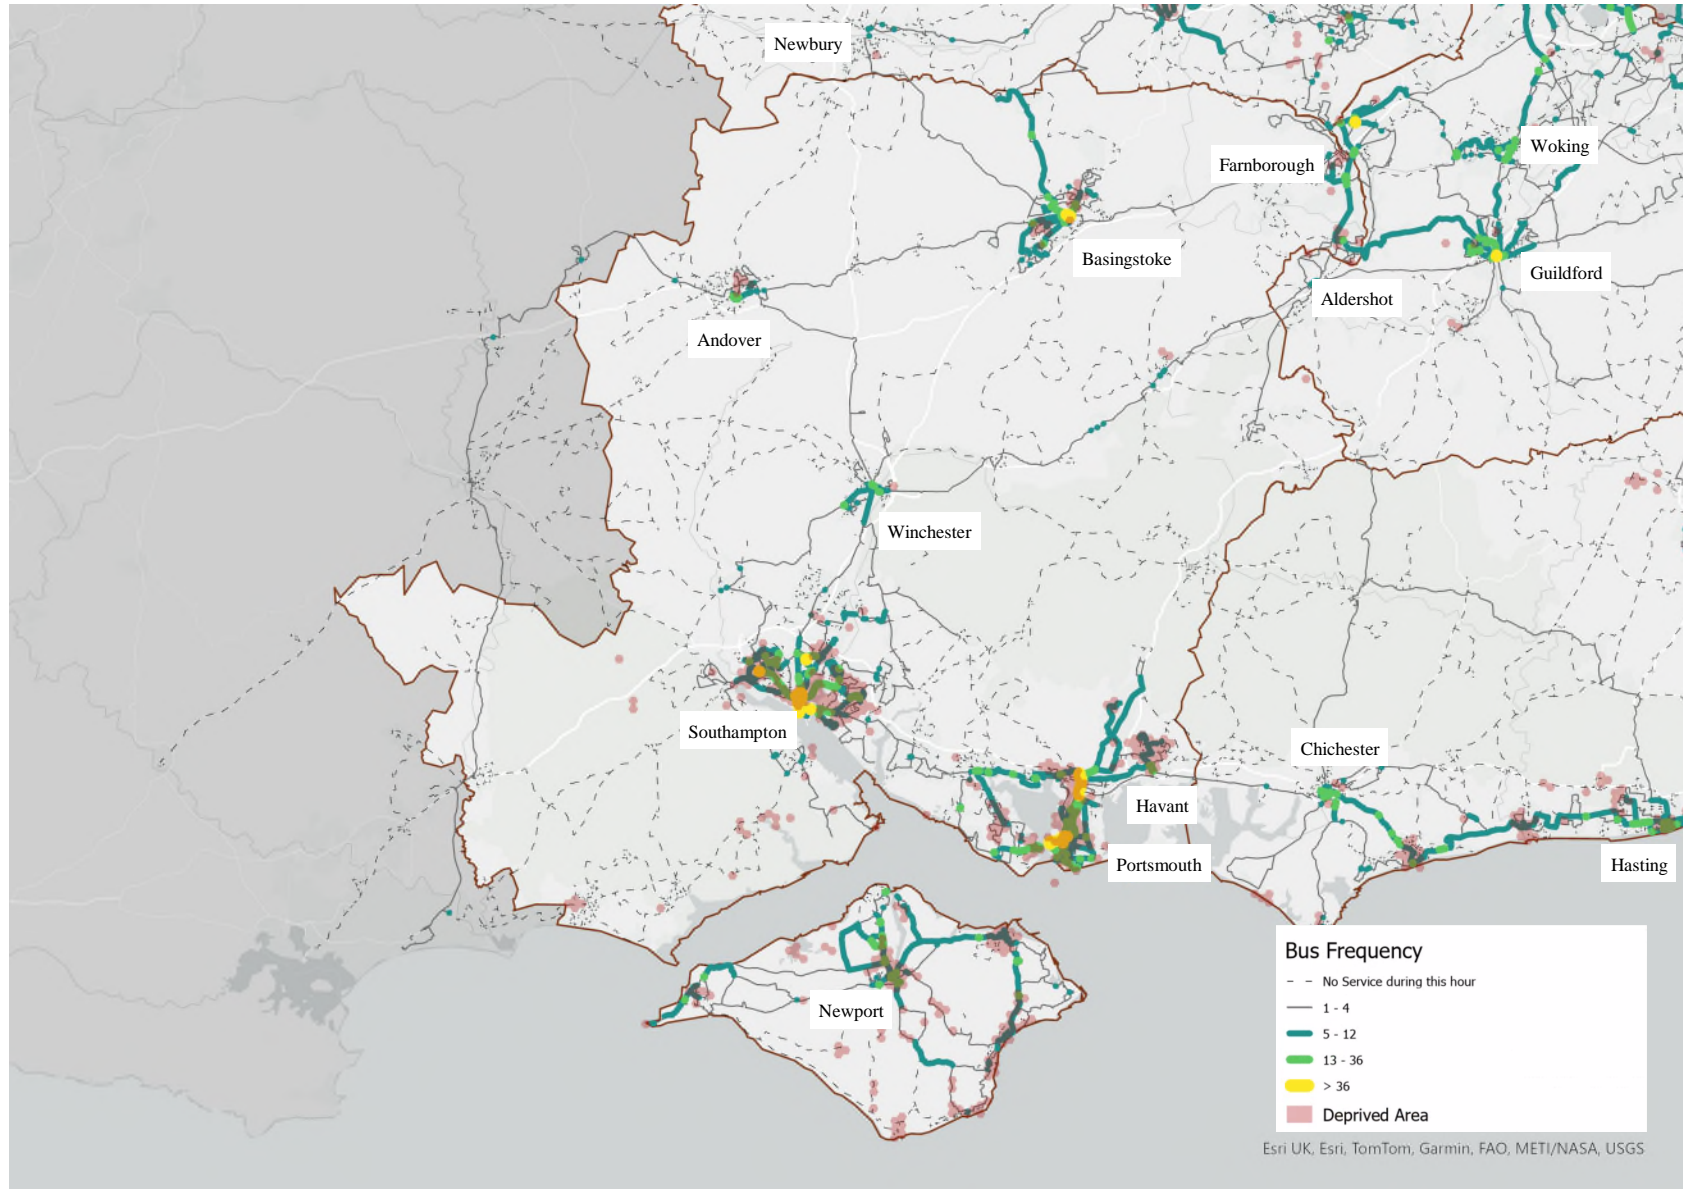 Newbury
Woking
Farnborough
Basingstoke
Guildford
Aldershot
Andover
Winchester
Southampton
Chichester
Havant
Portsmouth
Hasting
Newport
Bus Frequency
No Service during this hour
1 - 4
5 - 12
13 - 36
> 36
Deprived Area
Esri UK, Esri, TomTom, Garmin, FAO, METI/NASA, USGS